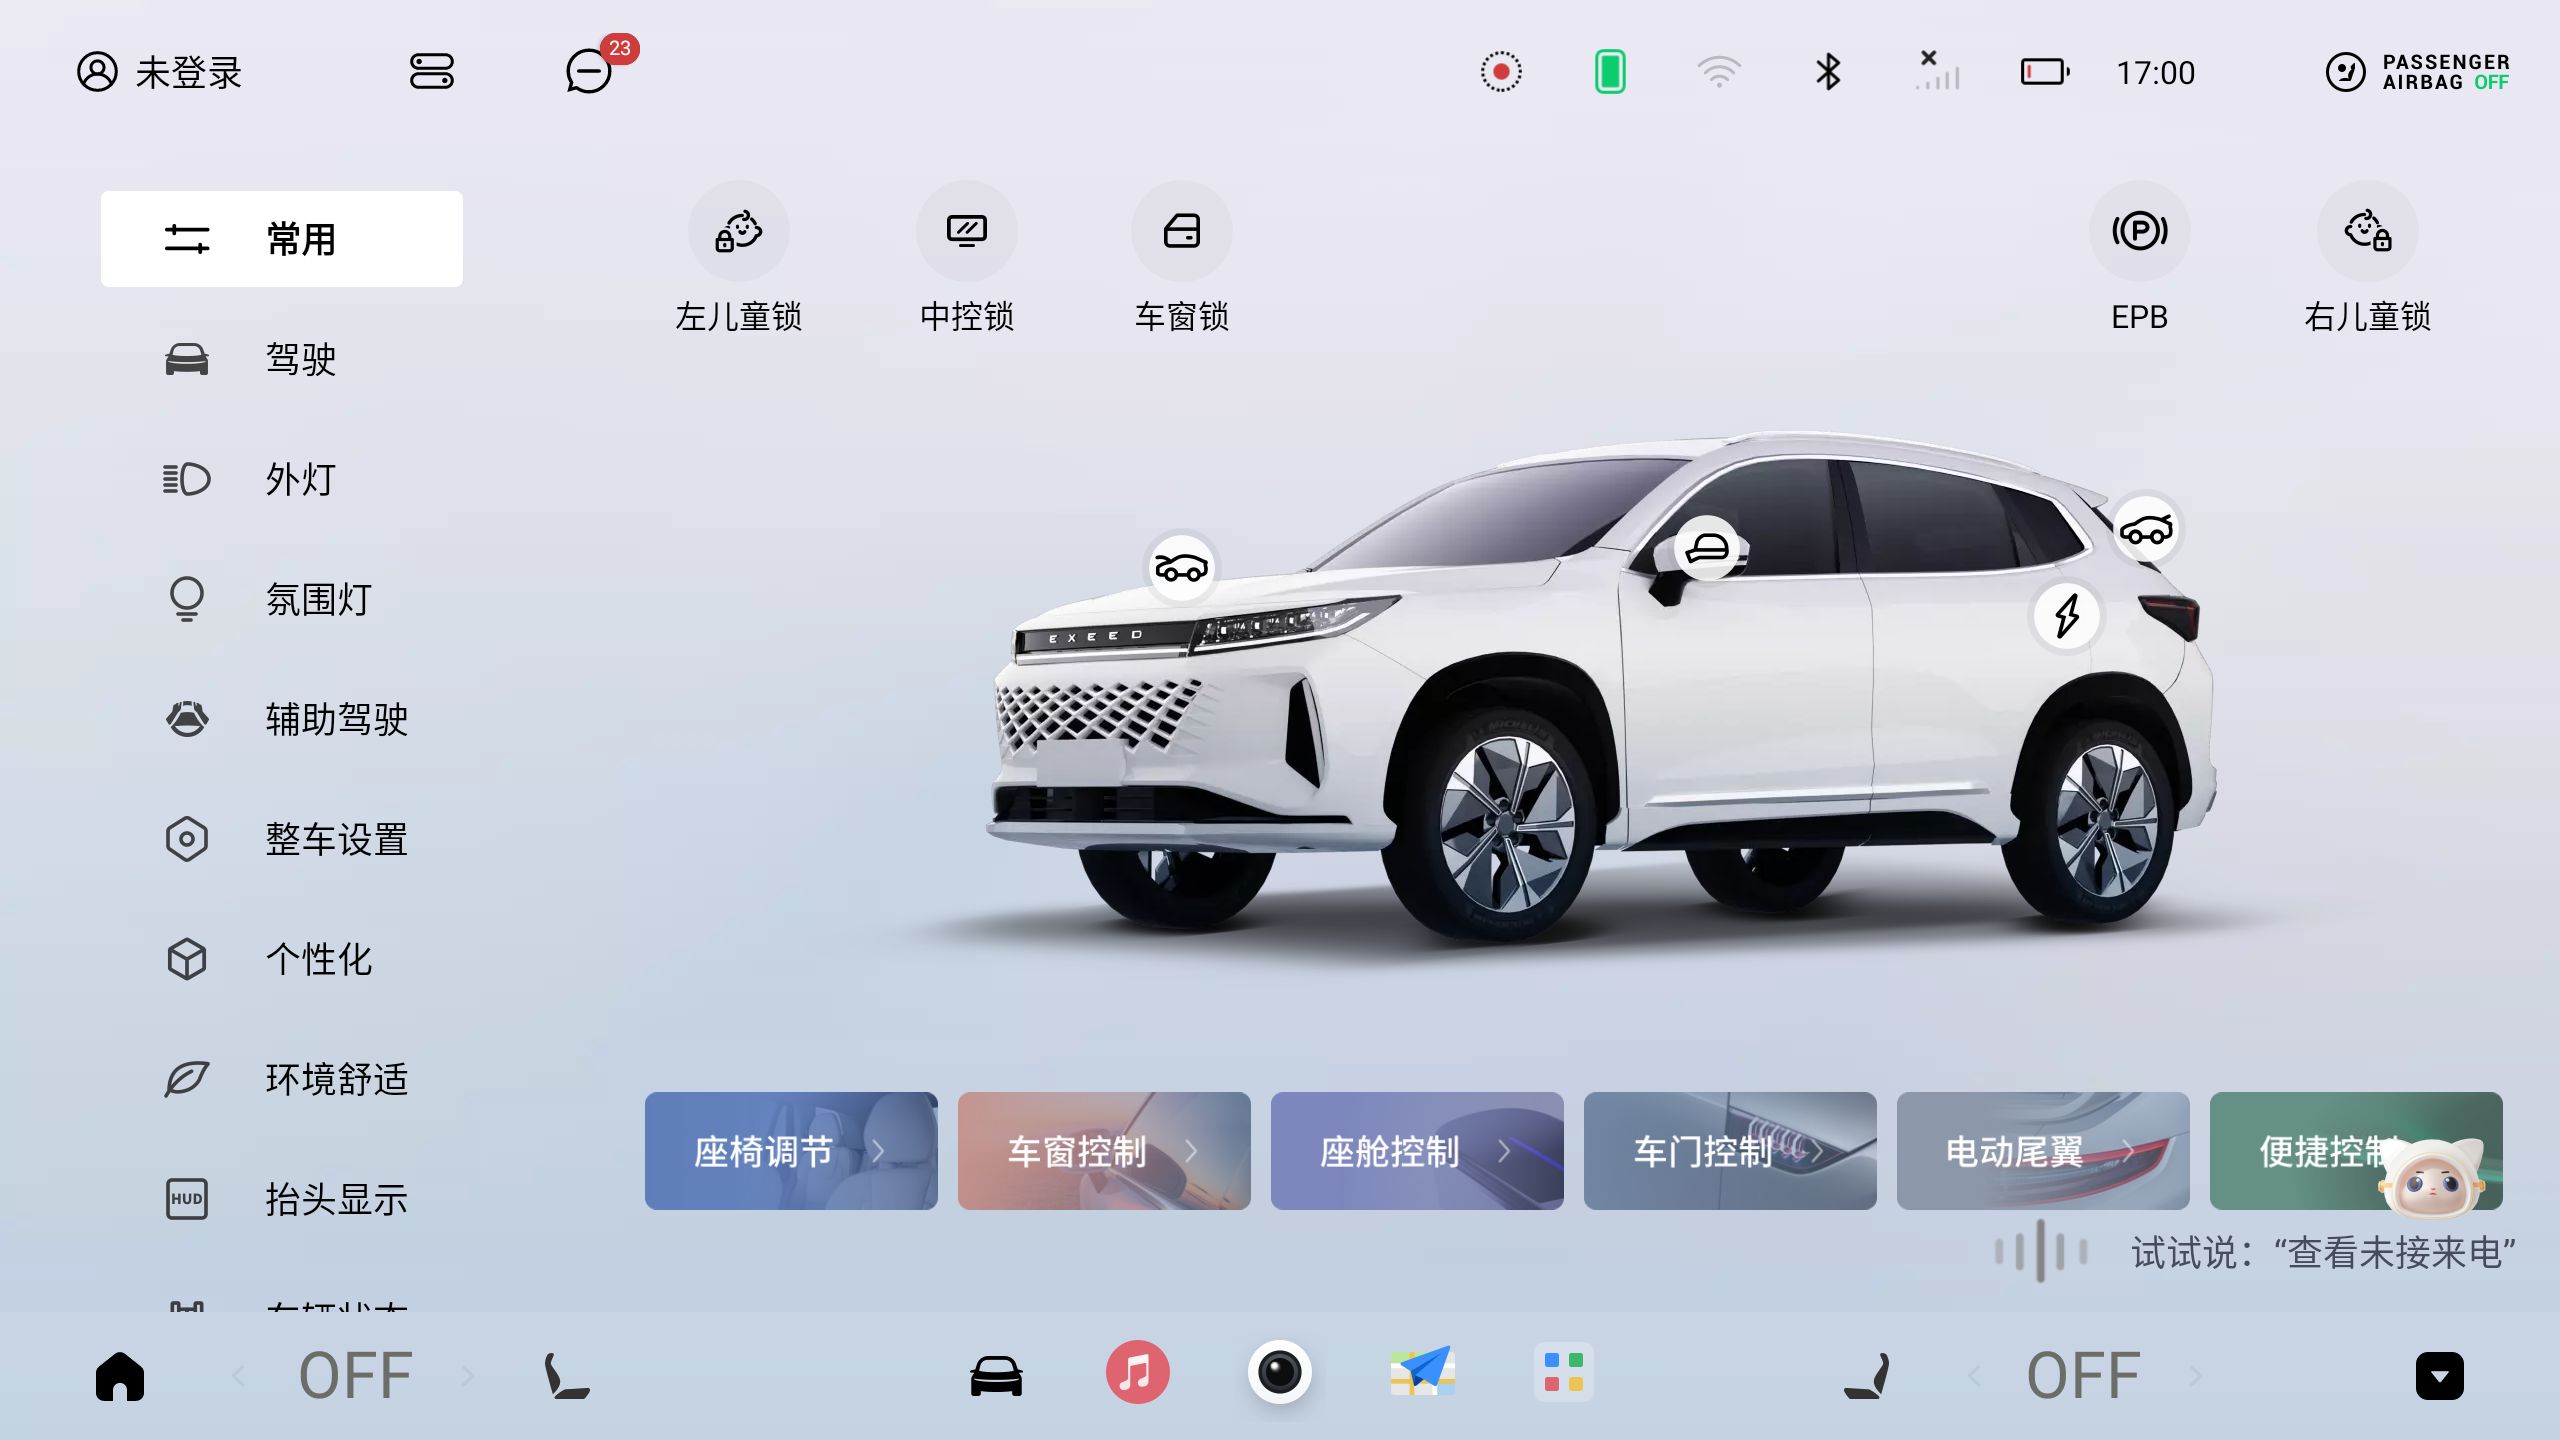 未登录
23
17:00
PASSENGER
AIRBAG OFF
常用
驾驶
外灯
氛围灯
辅助驾驶
整车设置
个性化
环境舒适
HUD
抬头显示
左儿童锁
中控锁
车窗锁
P
EPB
右儿童锁
EXEED
座椅调节
车窗控制
座舱控制
车门控制
电动尾翼
便捷控制
试试说：“查看未接来电”
OFF
OFF